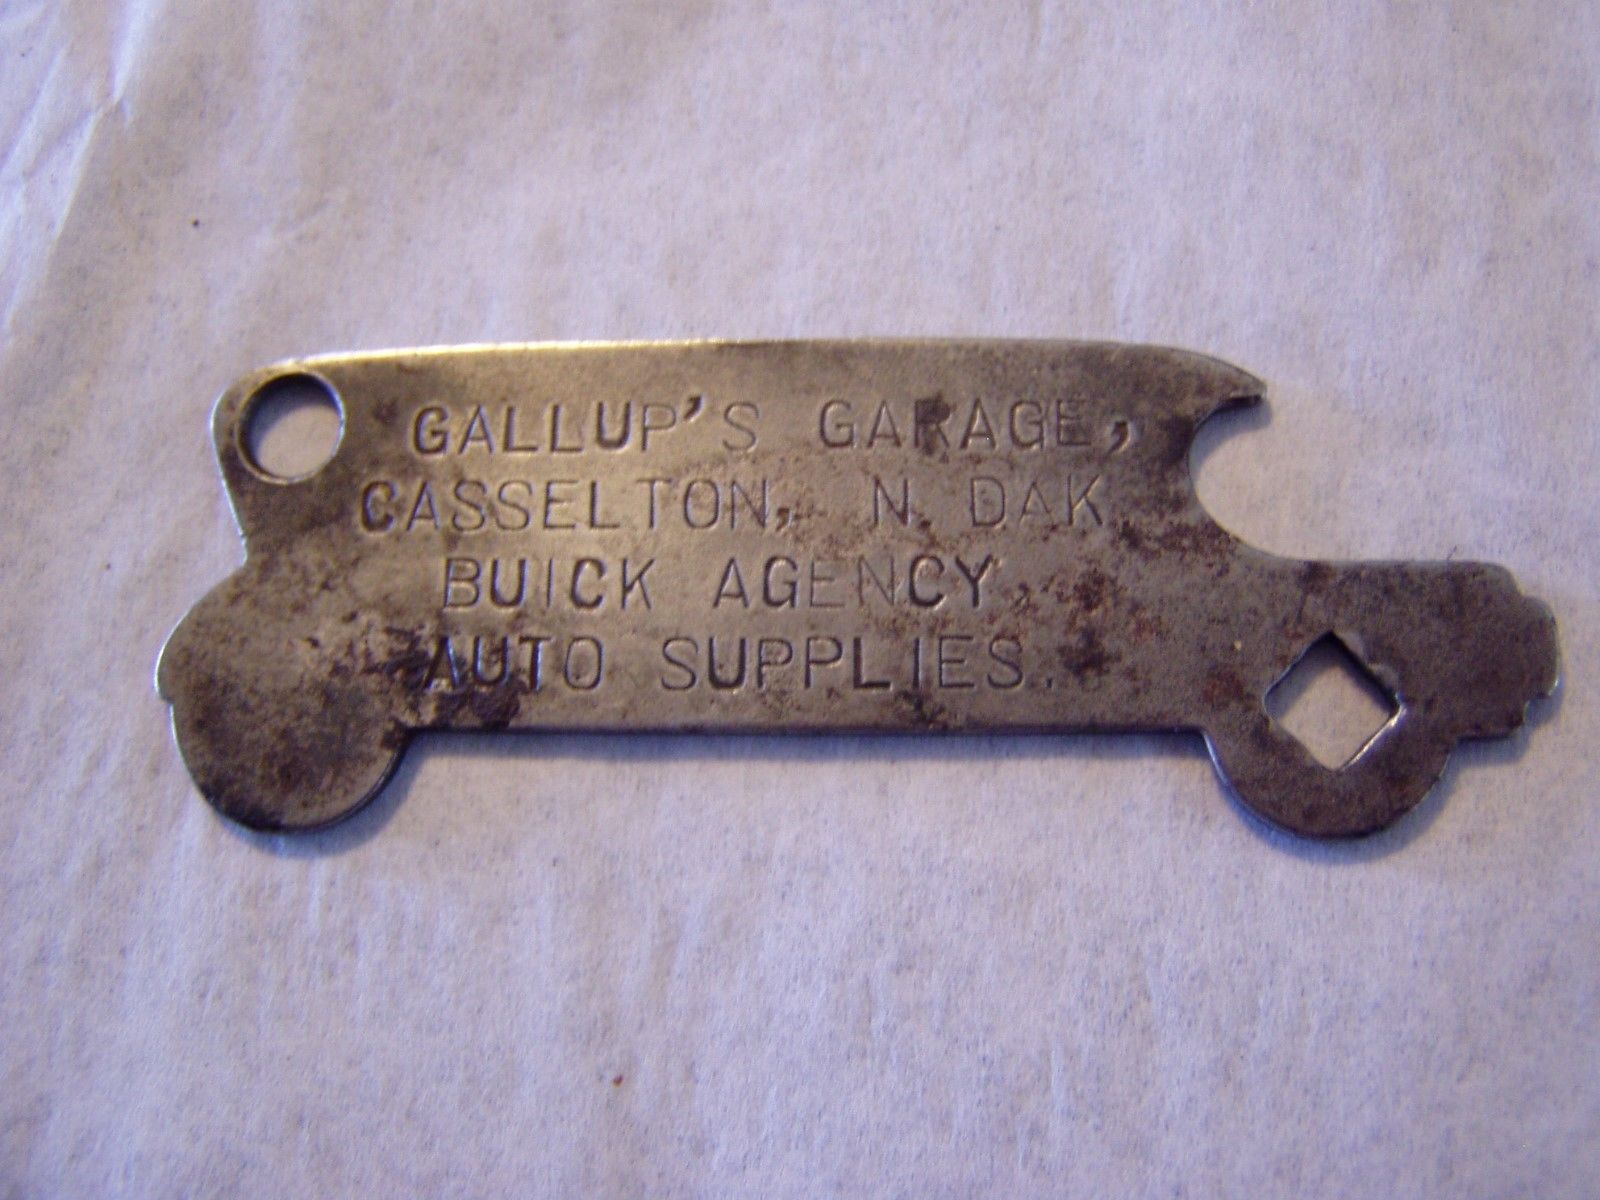 GALLUP'S GARAGE,
CASSELTON, N. DAK
BUICK AGENCY,
AUTO SUPPLIES.